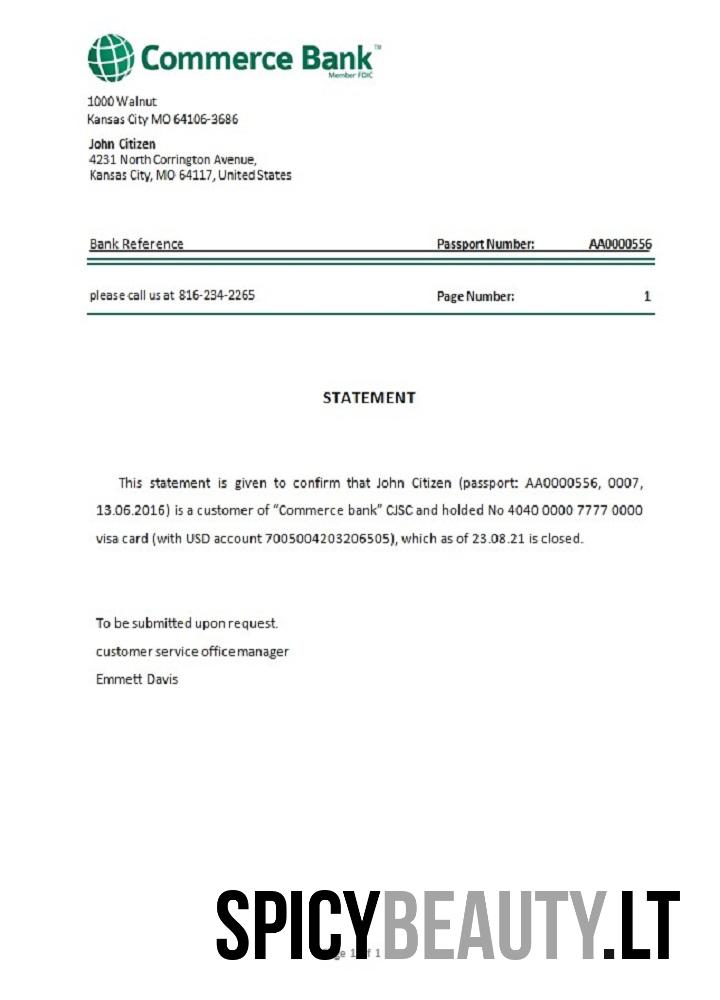 Commerce Bank™
Member FDIC
1000 Walnut
Kansas City MO 64106-3686
John Citizen
4231 North Corrington Avenue,
Kansas City, MO 64117, United States
Bank Reference Passport Number: AA0000556
please call us at 816-234-2265 Page Number: 1
STATEMENT
This statement is given to confirm that John Citizen (passport: AA0000556, 0007,
13.06.2016) is a customer of “Commerce bank” CJSC and holded No 4040 0000 7777 0000
visa card (with USD account 7005004203206505), which as of 23.08.21 is closed.
To be submitted upon request.
customer service office manager
Emmett Davis
SPICYBEAUTY.LT